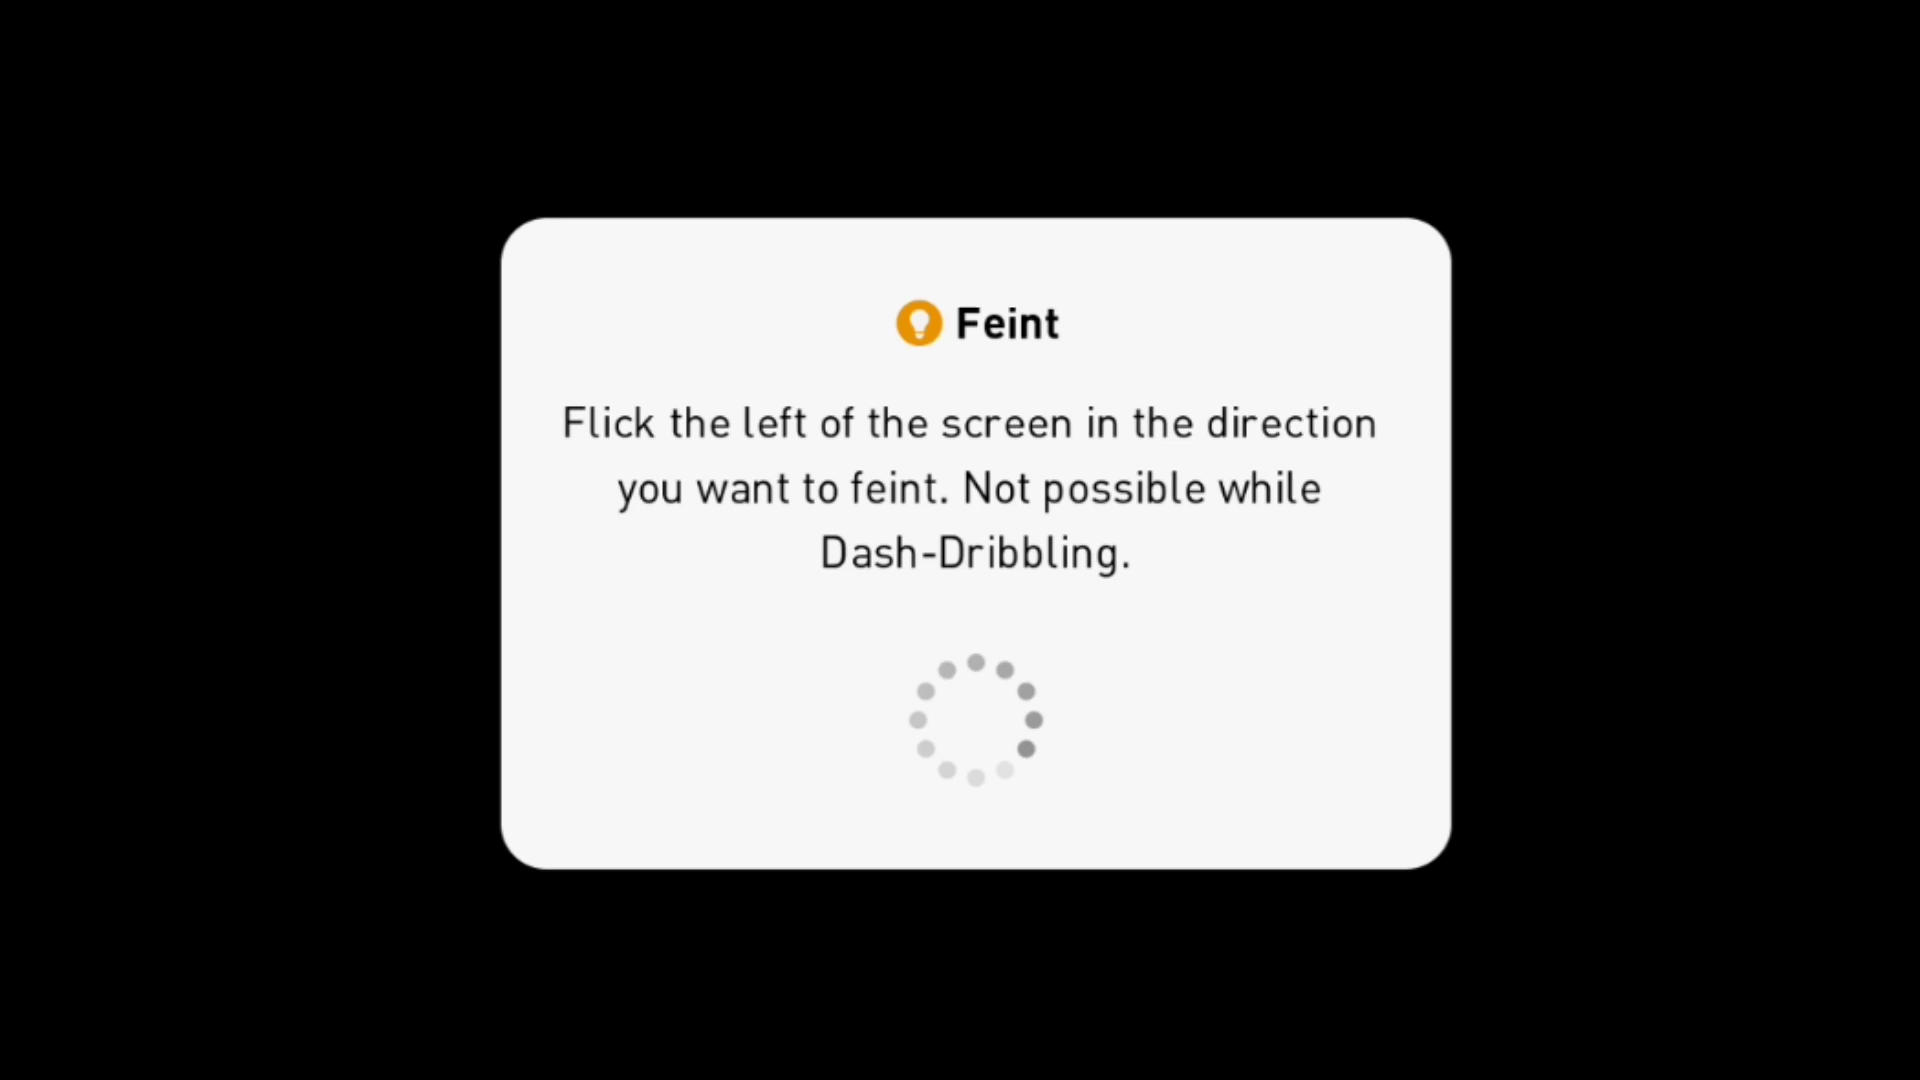 Feint
Flick the left of the screen in the direction
you want to feint. Not possible while
Dash-Dribbling.